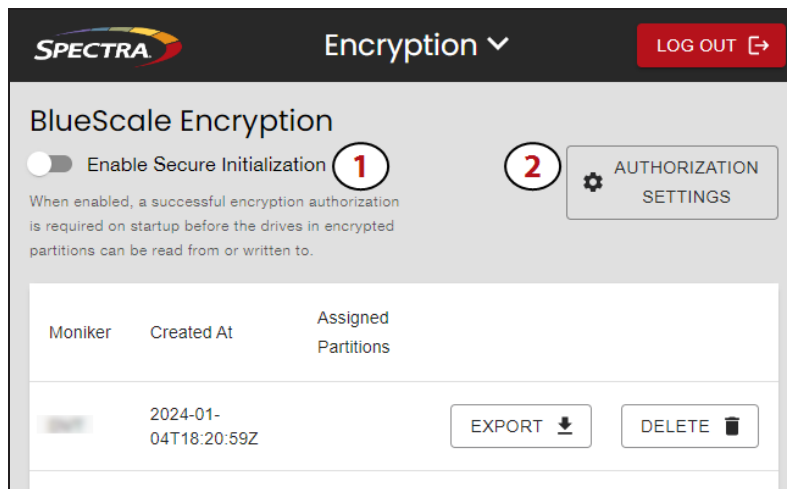 SPECTRA
Encryption
LOG OUT
BlueScale Encryption
Enable Secure Initialization
1
2
AUTHORIZATION
SETTINGS
When enabled, a successful encryption authorization
is required on startup before the drives in encrypted
partitions can be read from or written to.
Moniker
Created At
Assigned
Partitions
2024-01-
04T18:20:59Z
EXPORT
DELETE